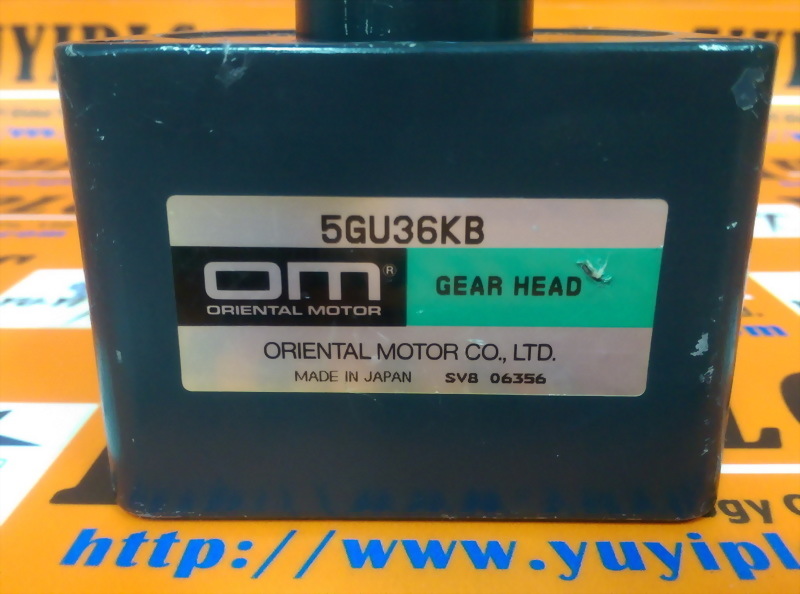 5GU36KB
OM®
ORIENTAL MOTOR
GEAR HEAD
ORIENTAL MOTOR CO., LTD.
MADE IN JAPAN SV8 06356
http://www.yuyipl